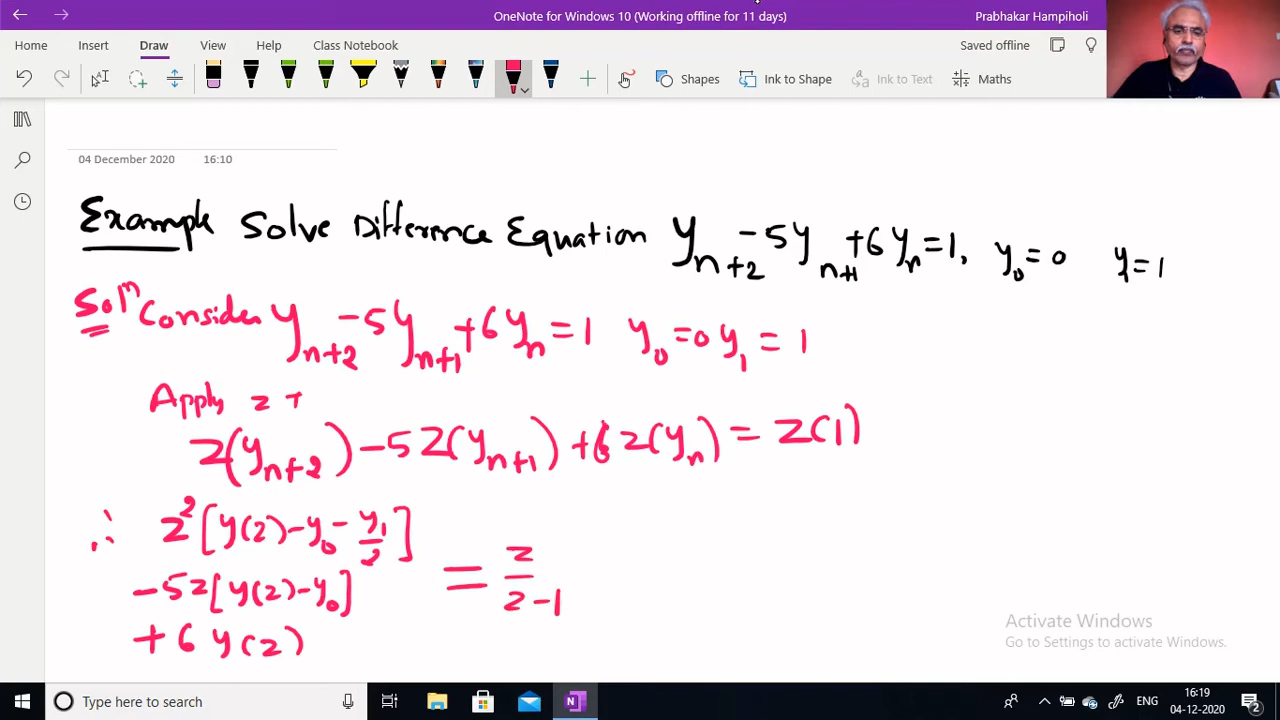 OneNote for Windows 10 (Working offline for 11 days)
Prabhakar Hampiholi
Home Insert Draw View Help Class Notebook
Saved offline
Shapes Ink to Shape Ink to Text Maths
04 December 2020 16:10
Example Solve Difference Equation y_{n+2} - 5y_{n+1} + 6y_n = 1, y_0 = 0 y = 1
Sol^n Consider y_{n+2} - 5y_{n+1} + 6y_n = 1 y_0 = 0 y_1 = 1
Apply z T
Z(y_{n+2}) - 5Z(y_{n+1}) + 6Z(y_n) = Z(1)
∴ z^2[y(z) - y_0 - y_1/z]
- 5z[y(z) - y_0] = z/(z-1)
+ 6y(z)
Activate Windows
Go to Settings to activate Windows.
Type here to search
ENG
16:19
04-12-2020
2